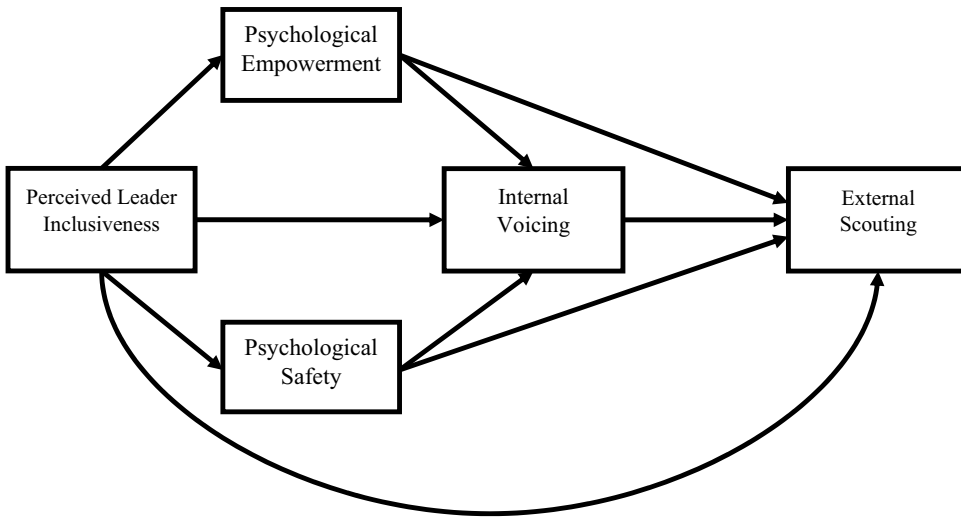 Psychological
Empowerment
Perceived Leader
Inclusiveness
Internal
Voicing
External
Scouting
Psychological
Safety